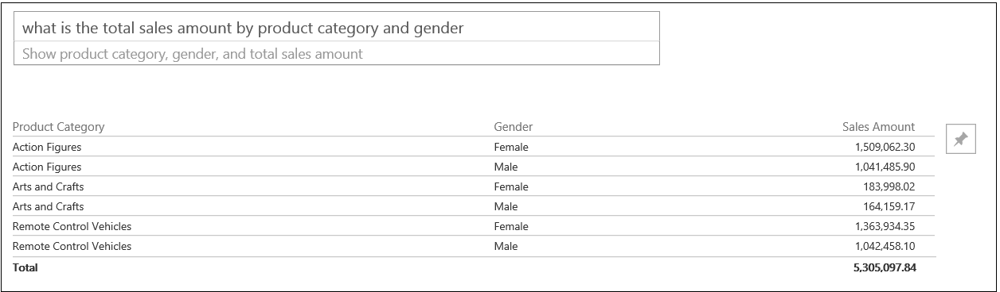 what is the total sales amount by product category and gender
Show product category, gender, and total sales amount
Product Category Gender Sales Amount
Action Figures Female 1,509,062.30
Action Figures Male 1,041,485.90
Arts and Crafts Female 183,998.02
Arts and Crafts Male 164,159.17
Remote Control Vehicles Female 1,363,934.35
Remote Control Vehicles Male 1,042,458.10
Total 5,305,097.84